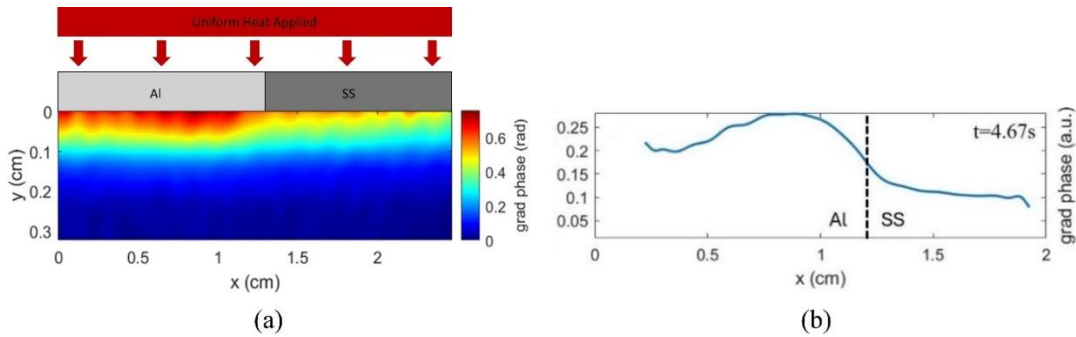 Uniform Heat Applied
Al SS
0
0.1
0.2
0.3
y (cm)
0 0.5 1 1.5 2
x (cm)
0.6
0.4
0.2
0
grad phase (rad)
(a)
0.25
0.2
0.15
0.1
0.05
t=4.67s
Al SS
0 0.5 1 1.5 2
x (cm)
grad phase (a.u.)
(b)